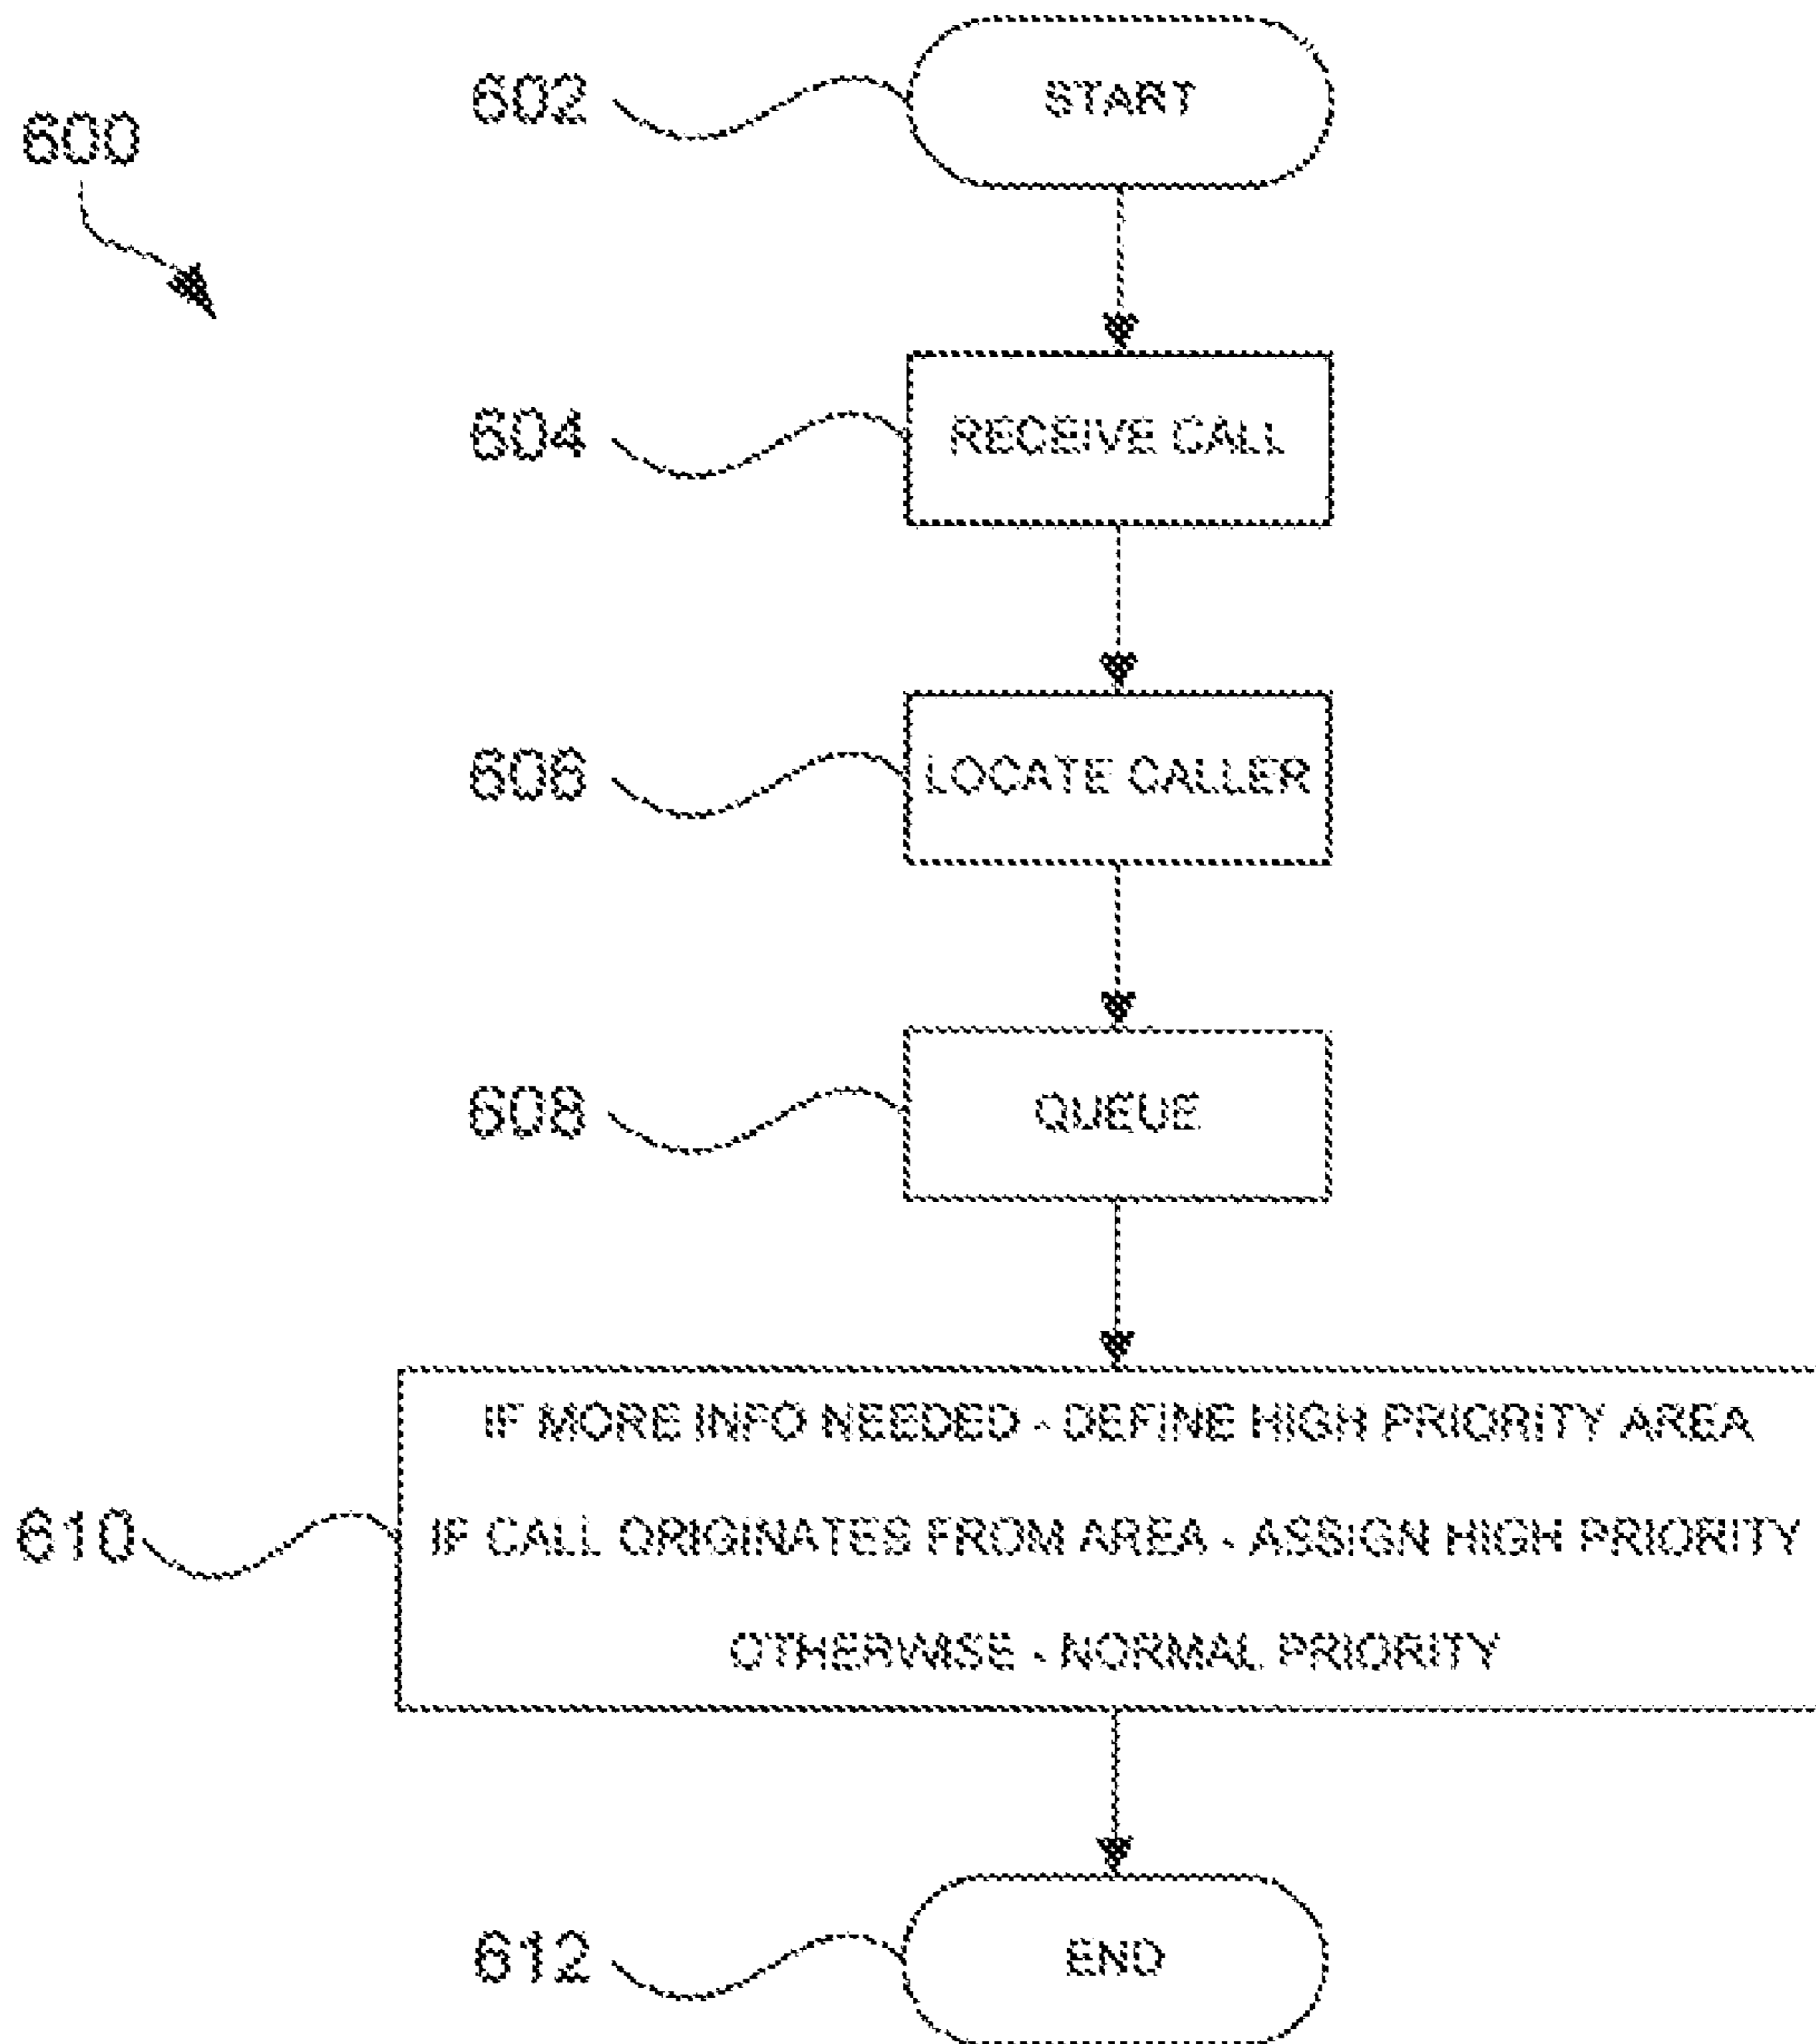 600
602
START
604
RECEIVE CALL
606
LOCATE CALLER
608
QUEUE
610
IF MORE INFO NEEDED - DEFINE HIGH PRIORITY AREA
IF CALL ORIGINATES FROM AREA - ASSIGN HIGH PRIORITY
OTHERWISE - NORMAL PRIORITY
612
END